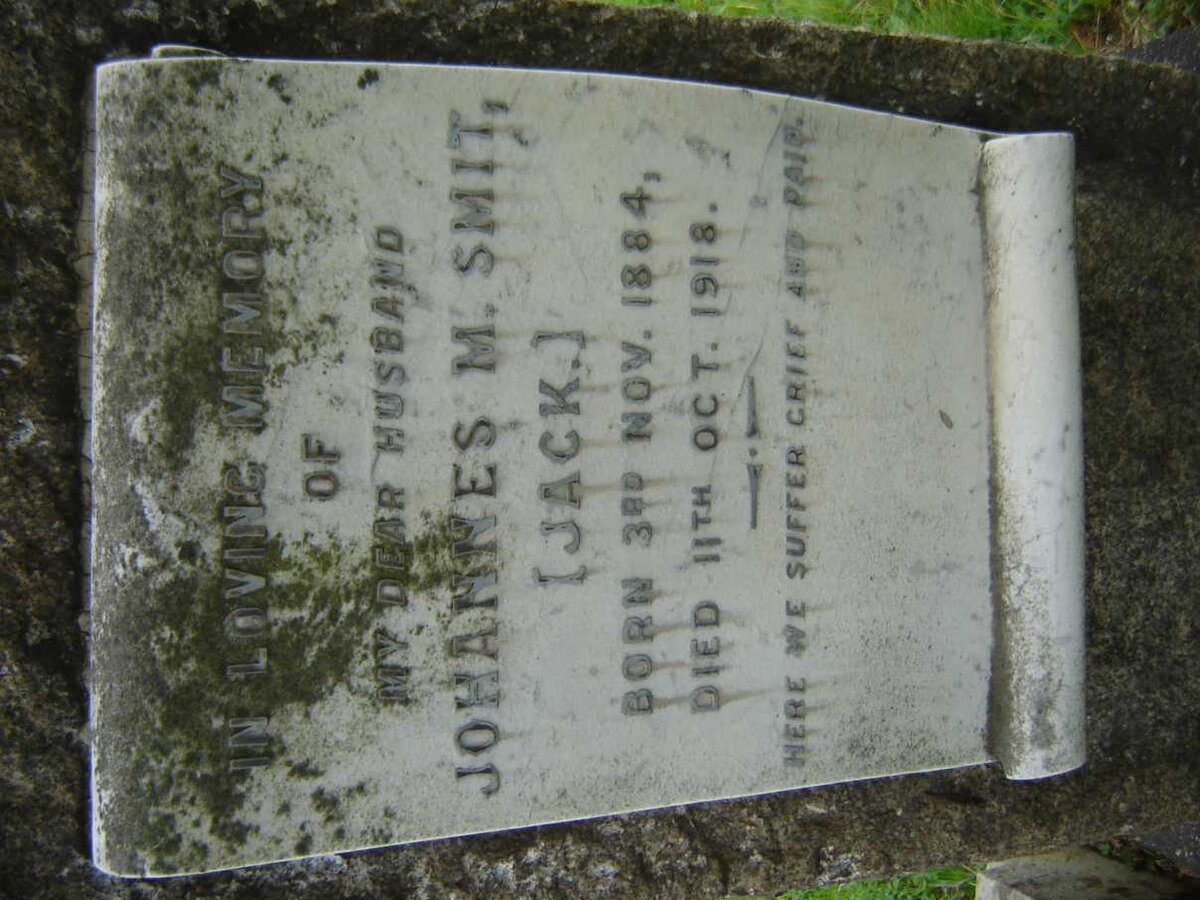 IN LOVING MEMORY
OF
MY DEAR HUSBAND
JOHANNES M. SMIT,
[JACK.]
BORN 3RD NOV. 1884,
DIED 11TH OCT. 1918.
HERE WE SUFFER GRIEF AND PAIN.